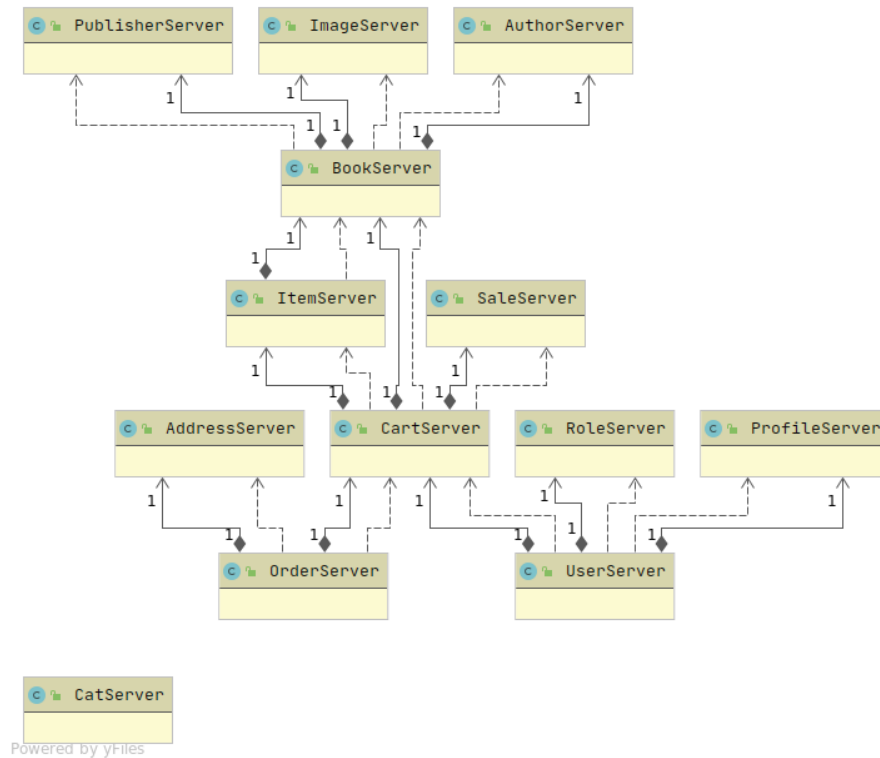 C PublisherServer
C ImageServer
C AuthorServer
1
1
1
1
1
1
C BookServer
1
1
1
C ItemServer
C SaleServer
1
1
1
1
1
C AddressServer
C CartServer
C RoleServer
C ProfileServer
1
1
1
1
1
1
1
1
1
1
C OrderServer
C UserServer
C CatServer
Powered by yFiles